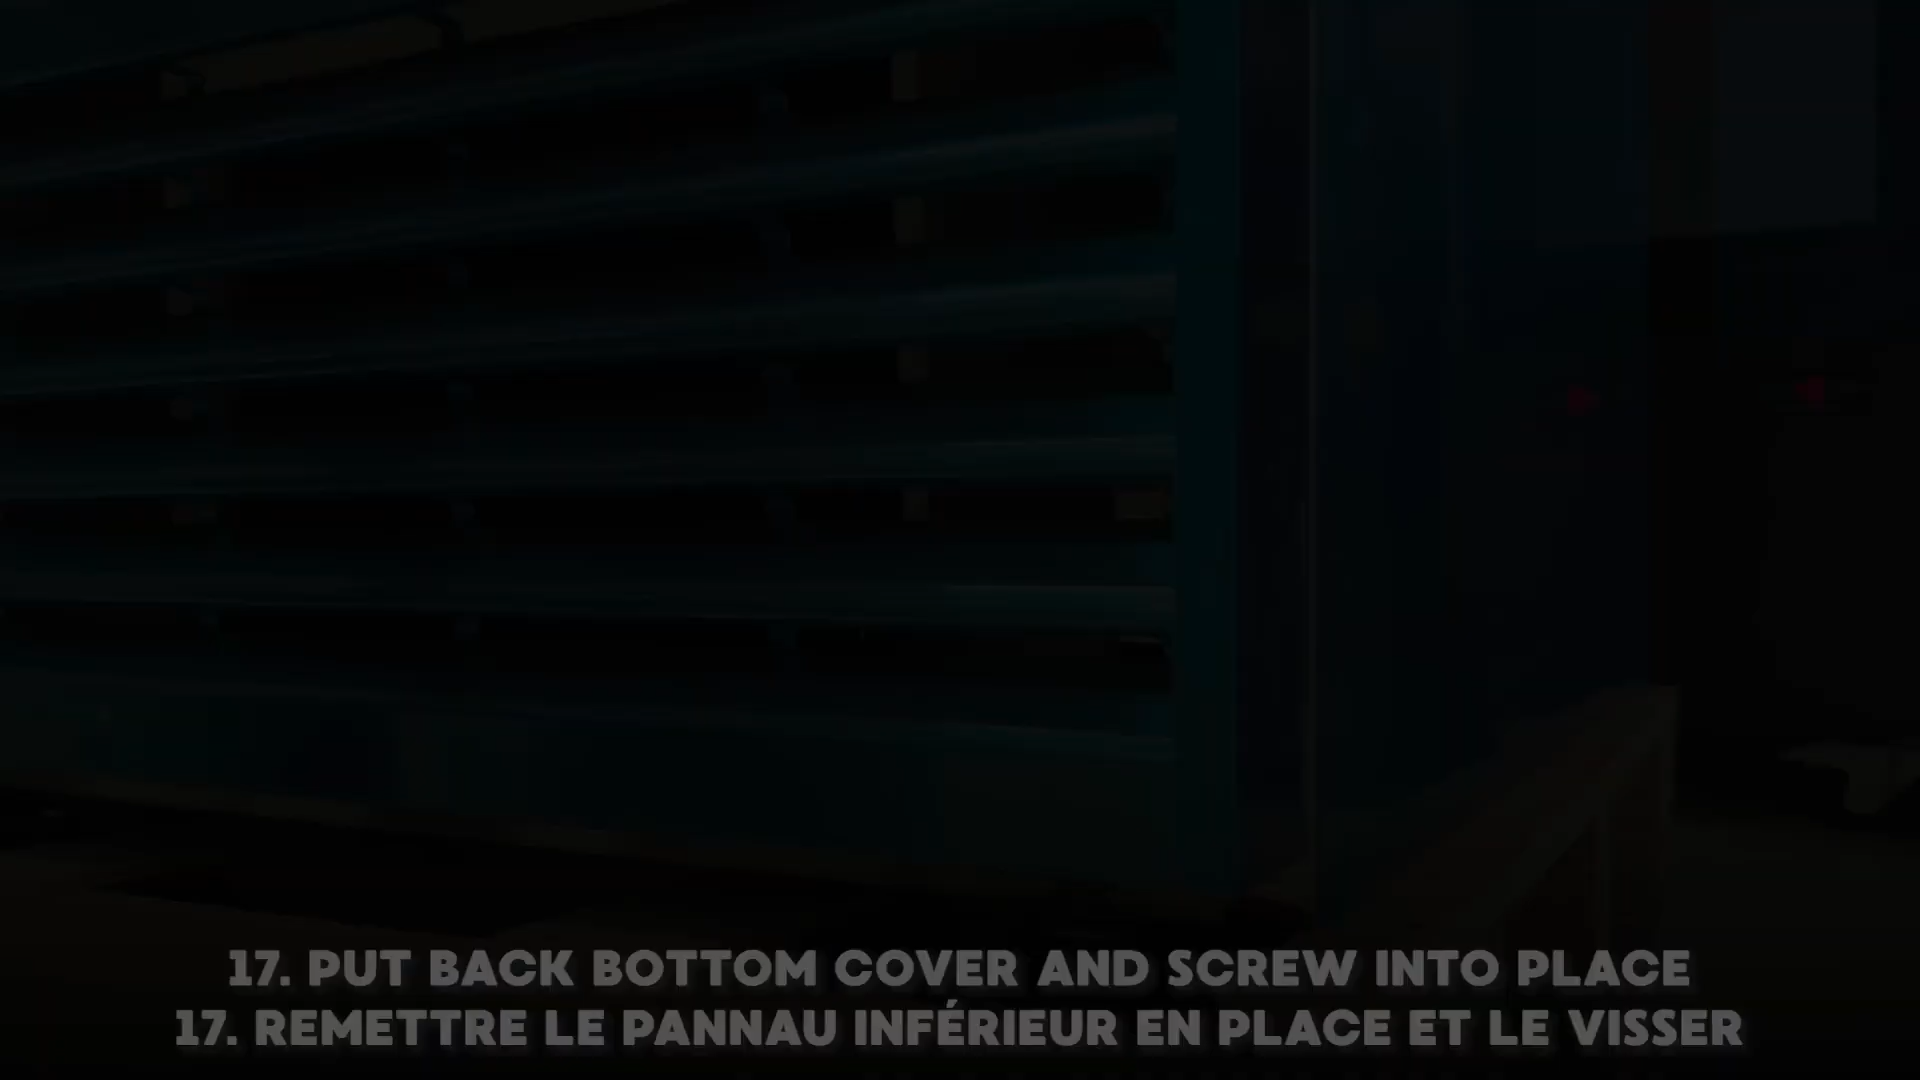 17. PUT BACK BOTTOM COVER AND SCREW INTO PLACE
17. REMETTRE LE PANNAU INFÉRIEUR EN PLACE ET LE VISSER